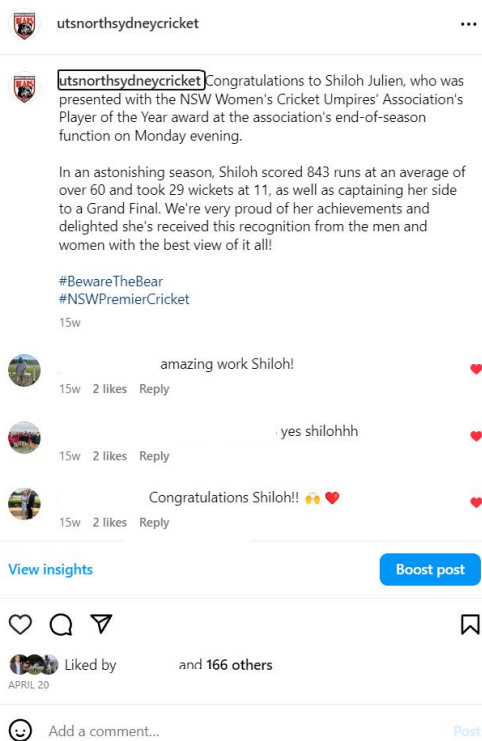 utsnorthsydneycricket
utsnorthsydneycricket Congratulations to Shiloh Julien, who was
presented with the NSW Women's Cricket Umpires' Association's
Player of the Year award at the association's end-of-season
function on Monday evening.
In an astonishing season, Shiloh scored 843 runs at an average of
over 60 and took 29 wickets at 11, as well as captaining her side
to a Grand Final. We're very proud of her achievements and
delighted she's received this recognition from the men and
women with the best view of it all!
#BewareTheBear
#NSWPremierCricket
15w
amazing work Shiloh!
15w 2 likes Reply
yes shilohhh
15w 2 likes Reply
Congratulations Shiloh!! 🙌 ❤️
15w 2 likes Reply
View insights
Boost post
Liked by and 166 others
APRIL 20
Add a comment...
Post